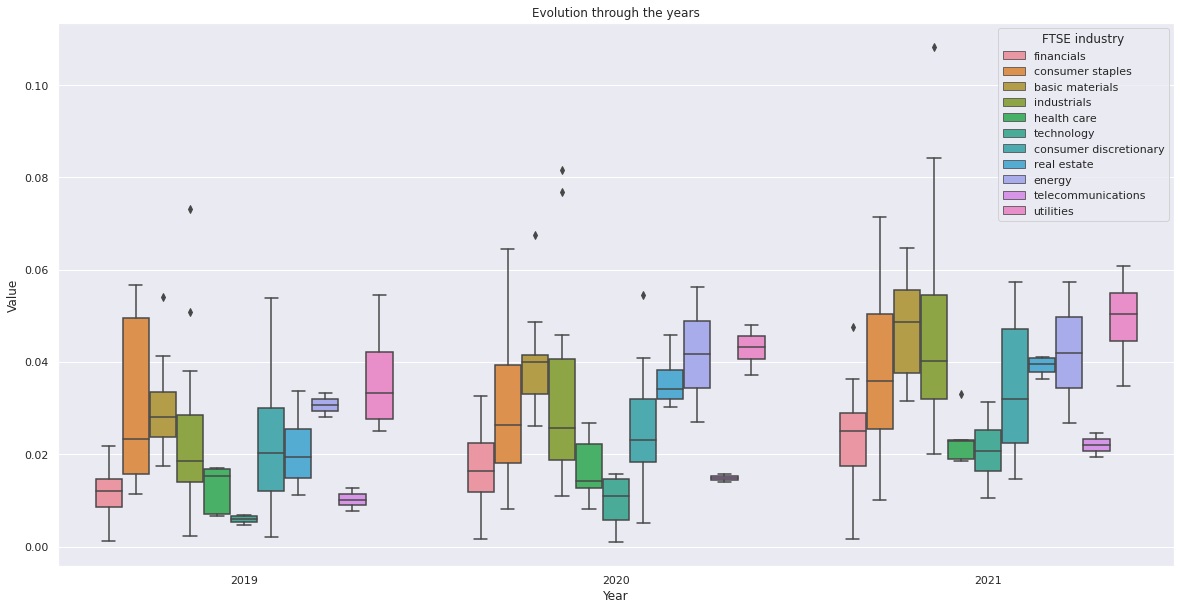 Evolution through the years
FTSE industry
financials
consumer staples
basic materials
industrials
health care
technology
consumer discretionary
real estate
energy
telecommunications
utilities
Value
0.10
0.08
0.06
0.04
0.02
0.00
2019
2020
2021
Year